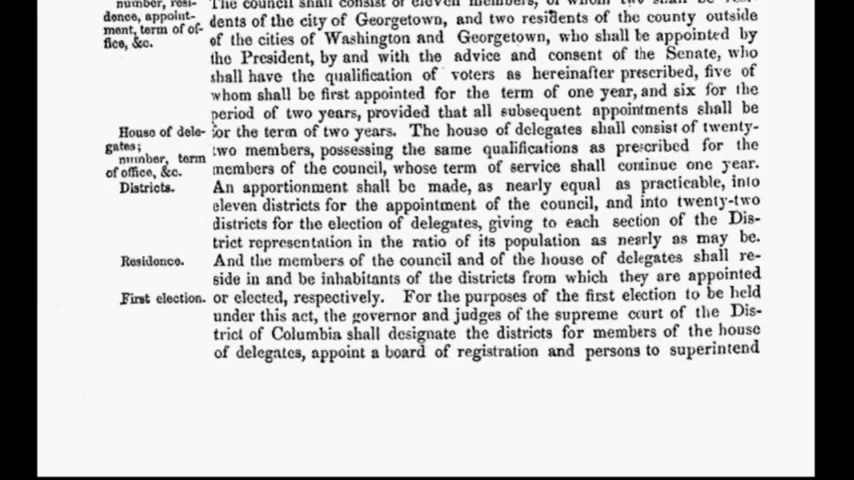 number, resi-
dence, appoint-
ment, term of of-
fice, &c.
The council shall consist of eleven members, of whom two shall be resi-
dents of the city of Georgetown, and two residents of the county outside
of the cities of Washington and Georgetown, who shall be appointed by
the President, by and with the advice and consent of the Senate, who
shall have the qualification of voters as hereinafter prescribed, five of
whom shall be first appointed for the term of one year, and six for the
period of two years, provided that all subsequent appointments shall be
House of dele-
gates;
number, term
of office, &c.
for the term of two years. The house of delegates shall consist of twenty-
two members, possessing the same qualifications as prescribed for the
members of the council, whose term of service shall continue one year.
Districts.
An apportionment shall be made, as nearly equal as practicable, into
eleven districts for the appointment of the council, and into twenty-two
districts for the election of delegates, giving to each section of the Dis-
trict representation in the ratio of its population as nearly as may be.
Residence.
And the members of the council and of the house of delegates shall re-
side in and be inhabitants of the districts from which they are appointed
First election.
or elected, respectively. For the purposes of the first election to be held
under this act, the governor and judges of the supreme court of the Dis-
trict of Columbia shall designate the districts for members of the house
of delegates, appoint a board of registration and persons to superintend